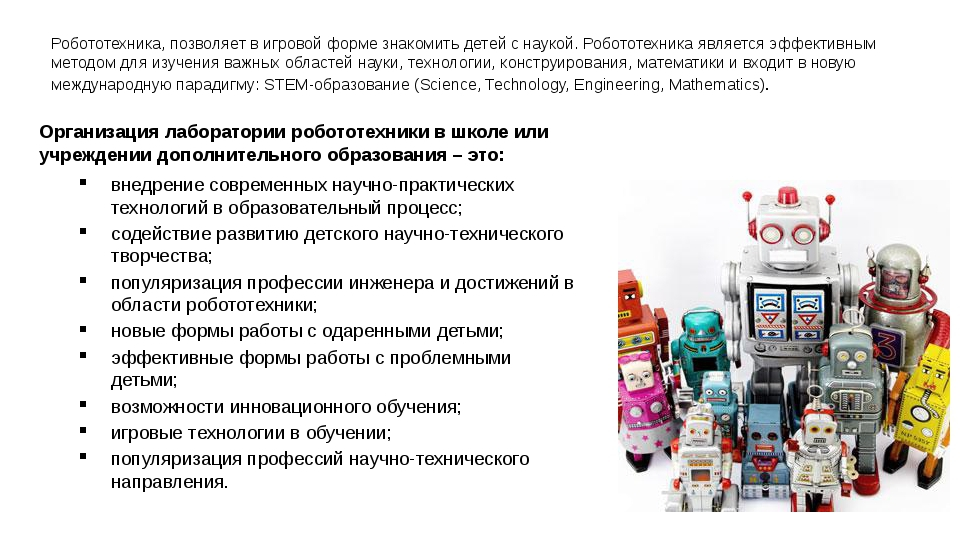 Робототехника, позволяет в игровой форме знакомить детей с наукой. Робототехника является эффективным
методом для изучения важных областей науки, технологии, конструирования, математики и входит в новую
международную парадигму: STEM-образование (Science, Technology, Engineering, Mathematics).
Организация лаборатории робототехники в школе или
учреждении дополнительного образования – это:
▪ внедрение современных научно-практических
технологий в образовательный процесс;
▪ содействие развитию детского научно-технического
творчества;
▪ популяризация профессии инженера и достижений в
области робототехники;
▪ новые формы работы с одаренными детьми;
▪ эффективные формы работы с проблемными
детьми;
▪ возможности инновационного обучения;
▪ игровые технологии в обучении;
▪ популяризация профессий научно-технического
направления.
3